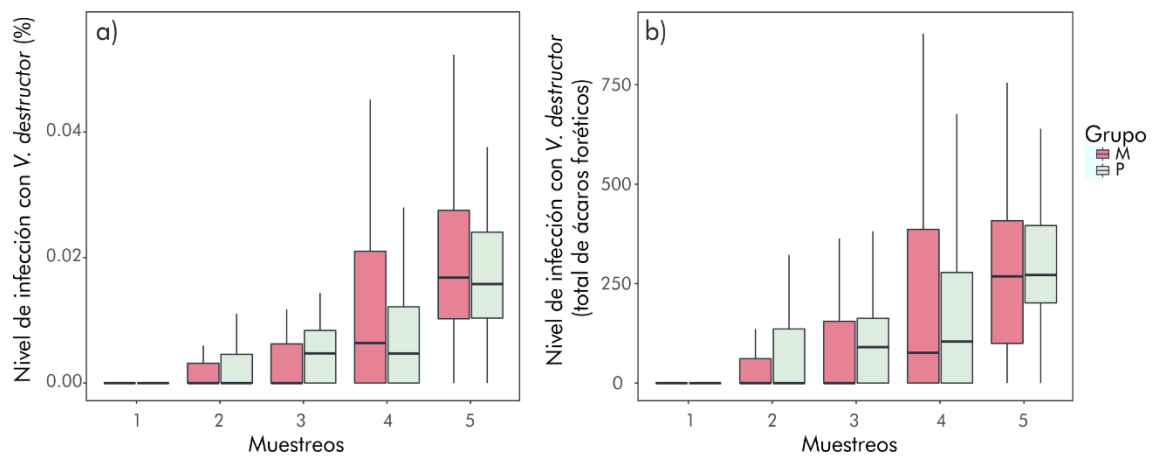 a)
Nivel de infección con V. destructor (%)
0.04
0.02
0.00
1 2 3 4 5
Muestreos
b)
Nivel de infección con V. destructor
(total de ácaros foréticos)
750
500
250
0
1 2 3 4 5
Muestreos
Grupo
M
P